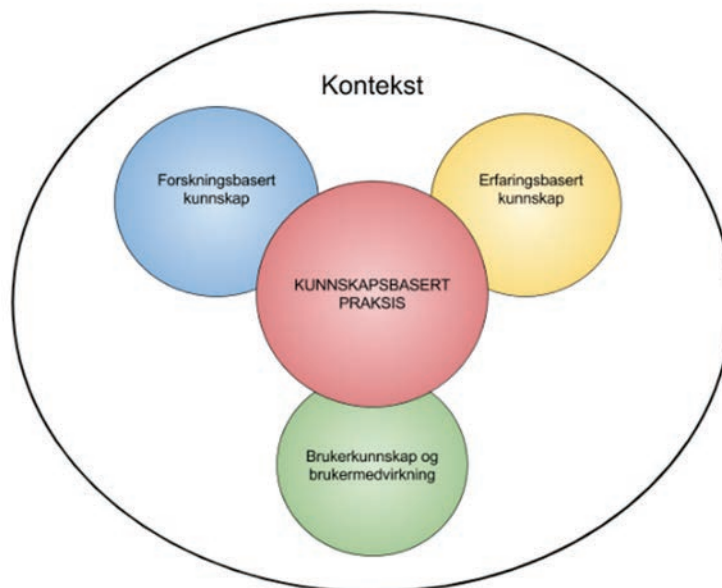 Kontekst
Forskningsbasert
kunnskap
Erfaringsbasert
kunnskap
KUNNSKAPSBASERT
PRAKSIS
Brukerkunnskap og
brukermedvirkning